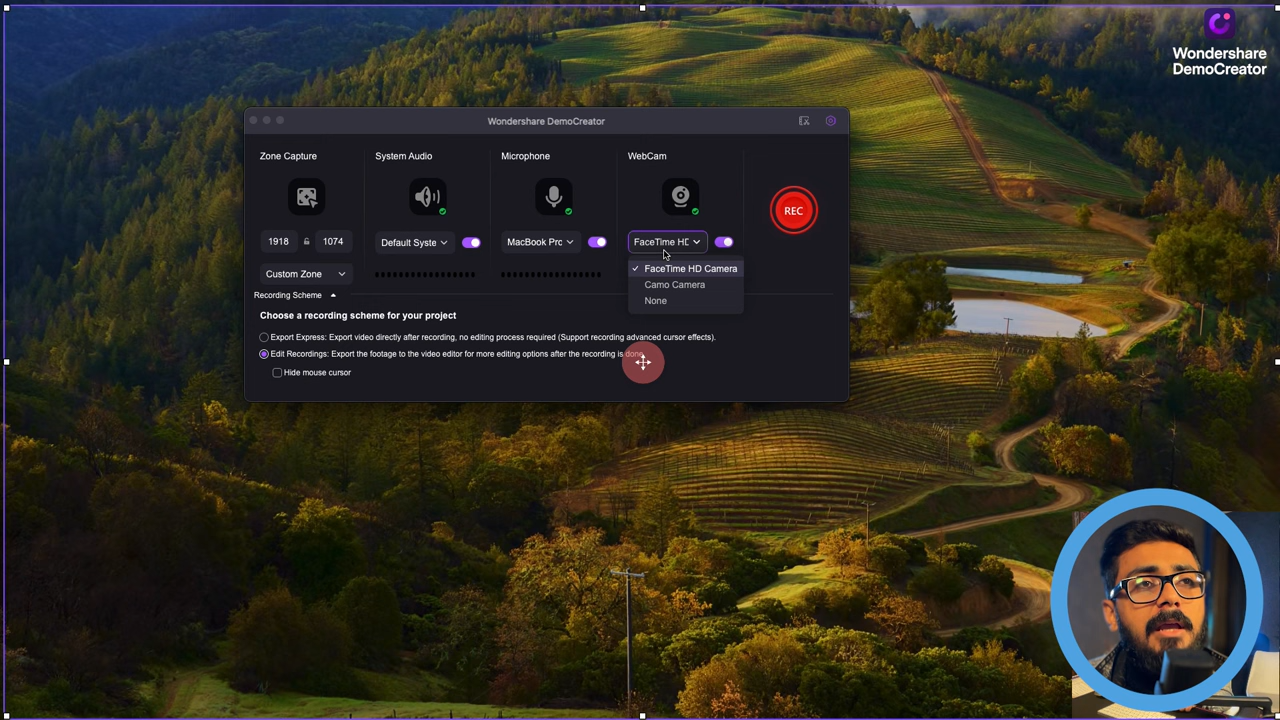 Wondershare
DemoCreator
Wondershare DemoCreator
Zone Capture
System Audio
Microphone
WebCam
REC
1918
1074
Default Syste
MacBook Prc
FaceTime HD
Custom Zone
FaceTime HD Camera
Camo Camera
None
Recording Scheme
Choose a recording scheme for your project
Export Express: Export video directly after recording, no editing process required (Support recording advanced cursor effects).
Edit Recordings: Export the footage to the video editor for more editing options after the recording is done.
Hide mouse cursor